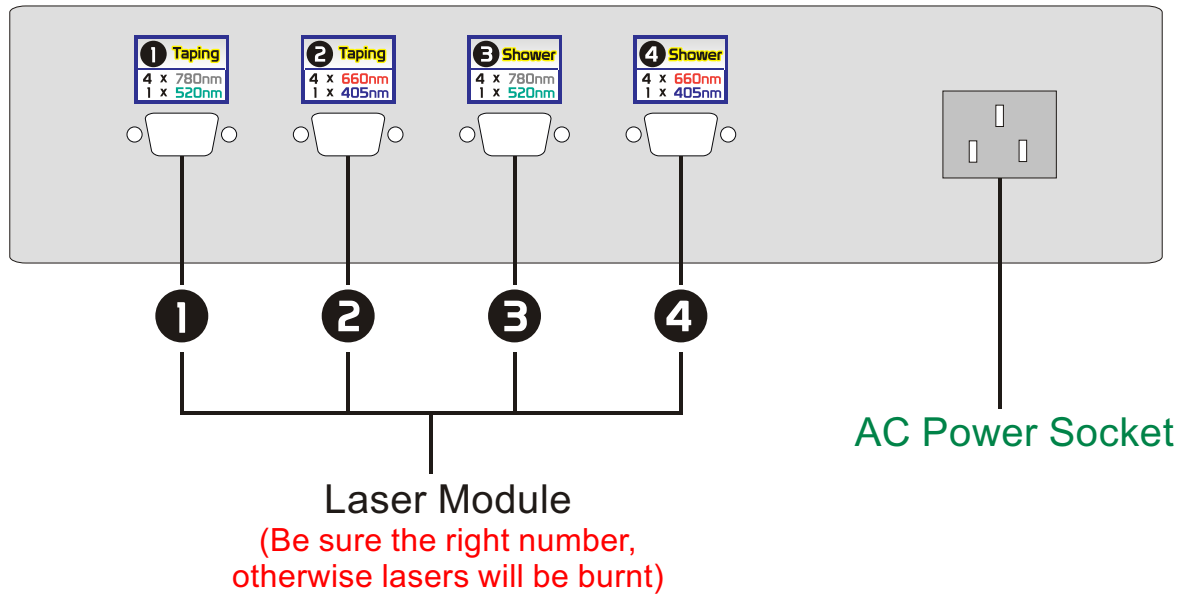 1 Taping
4 x 780nm
1 x 520nm
2 Taping
4 x 660nm
1 x 405nm
3 Shower
4 x 780nm
1 x 520nm
4 Shower
4 x 660nm
1 x 405nm
1 2 3 4
AC Power Socket
Laser Module
(Be sure the right number,
otherwise lasers will be burnt)